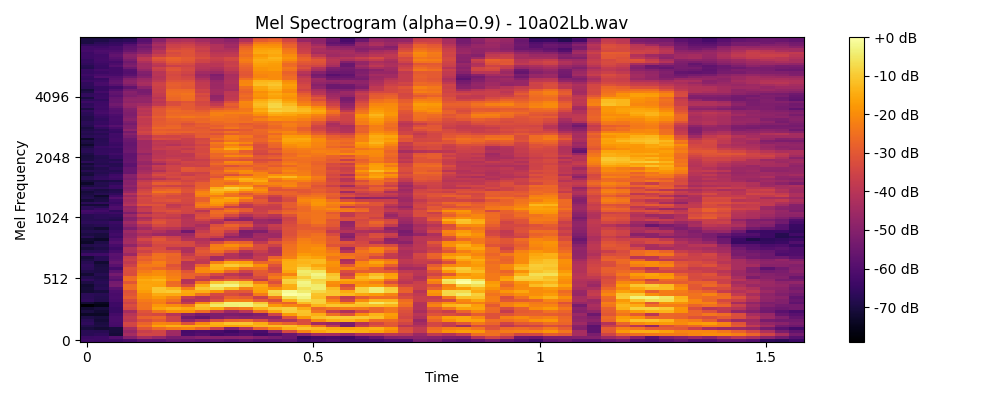 Mel Spectrogram (alpha=0.9) - 10a02Lb.wav
Mel Frequency
4096
2048
1024
512
0
0
0.5
1
1.5
Time
+0 dB
-10 dB
-20 dB
-30 dB
-40 dB
-50 dB
-60 dB
-70 dB